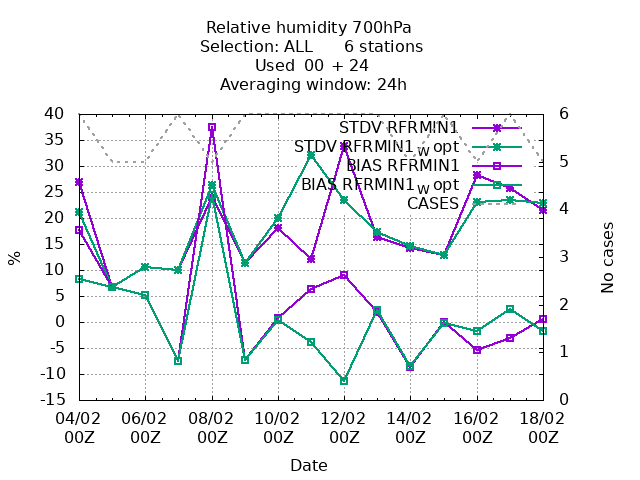 Relative humidity 700hPa
Selection: ALL      6 stations
Used  00 + 24
Averaging window: 24h
STDV RFRMIN1
STDV RFRMIN1_w opt
BIAS RFRMIN1
BIAS RFRMIN1_w opt
CASES
%
40
35
30
25
20
15
10
5
0
-5
-10
-15
6
5
4
3
2
1
0
No cases
04/02 06/02 08/02 10/02 12/02 14/02 16/02 18/02
00Z 00Z 00Z 00Z 00Z 00Z 00Z 00Z
Date